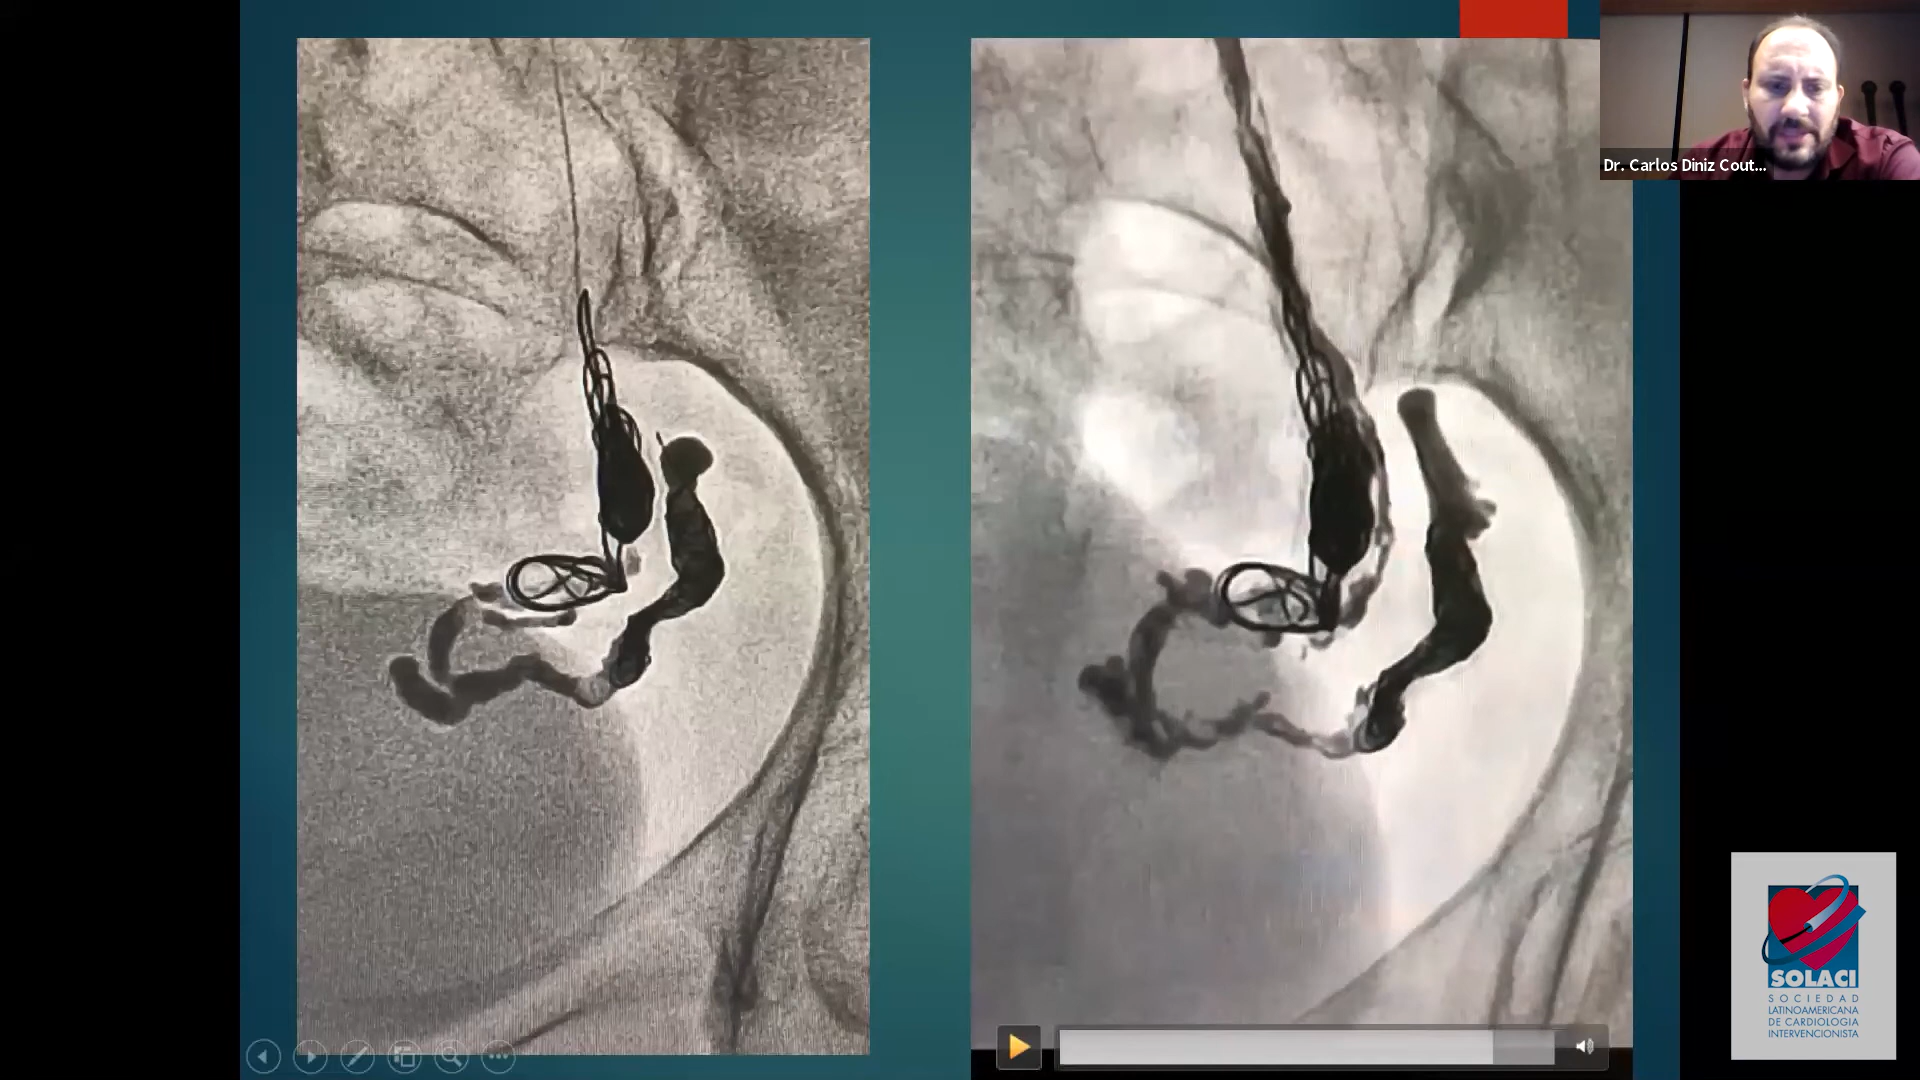 Dr. Carlos Diniz Cout...
SOLACI
SOCIEDAD
LATINOAMERICANA
DE CARDIOLOGIA
INTERVENCIONISTA